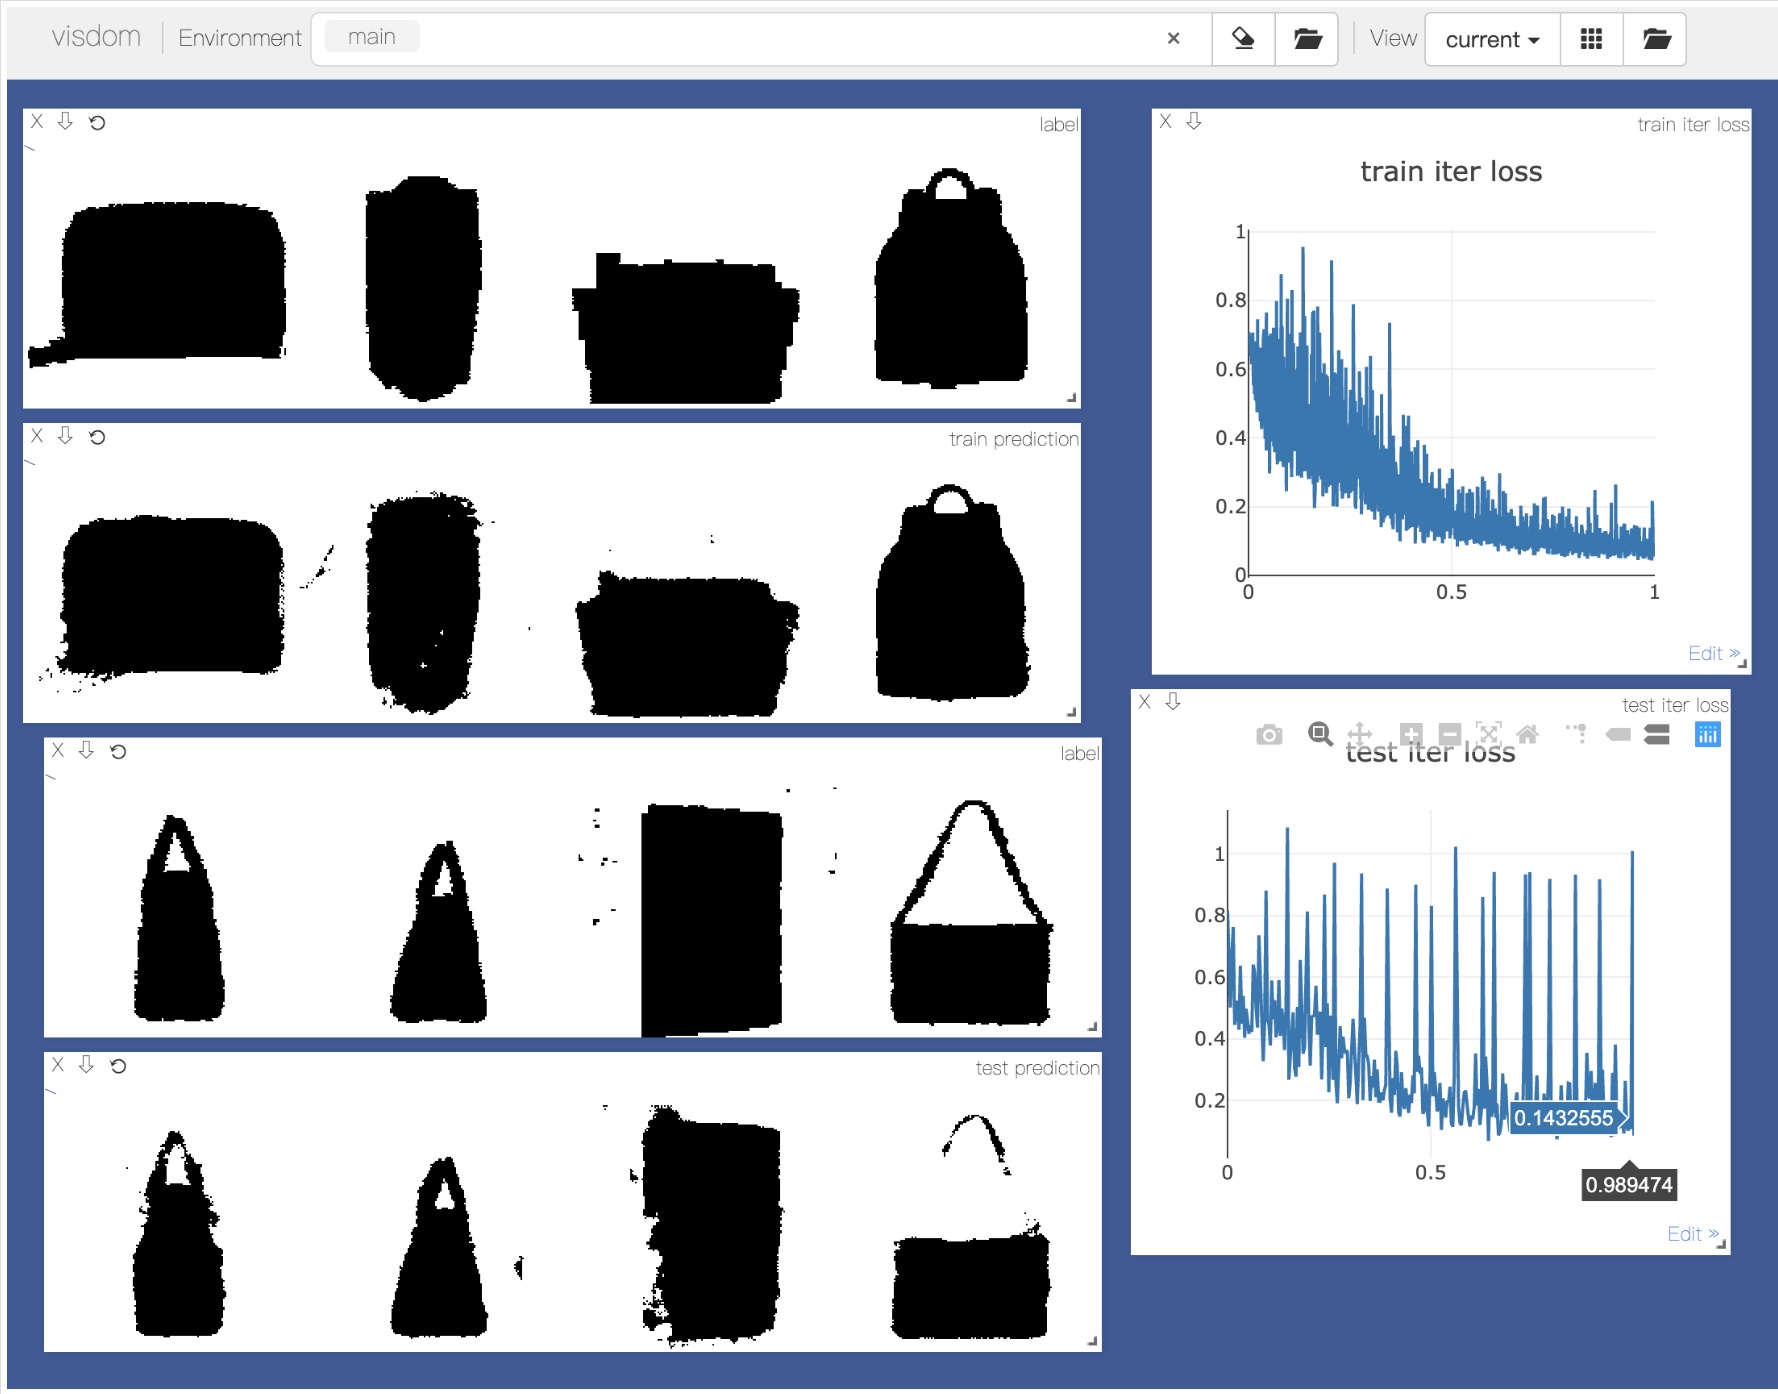 visdom Environment main × View current
X label
X train prediction
X label
X test prediction
X train iter loss
train iter loss
1
0.8
0.6
0.4
0.2
0
0 0.5 1
Edit »
X test iter loss
test iter loss
1
0.8
0.6
0.4
0.2
0.1432555
0 0.5
0.989474
Edit »